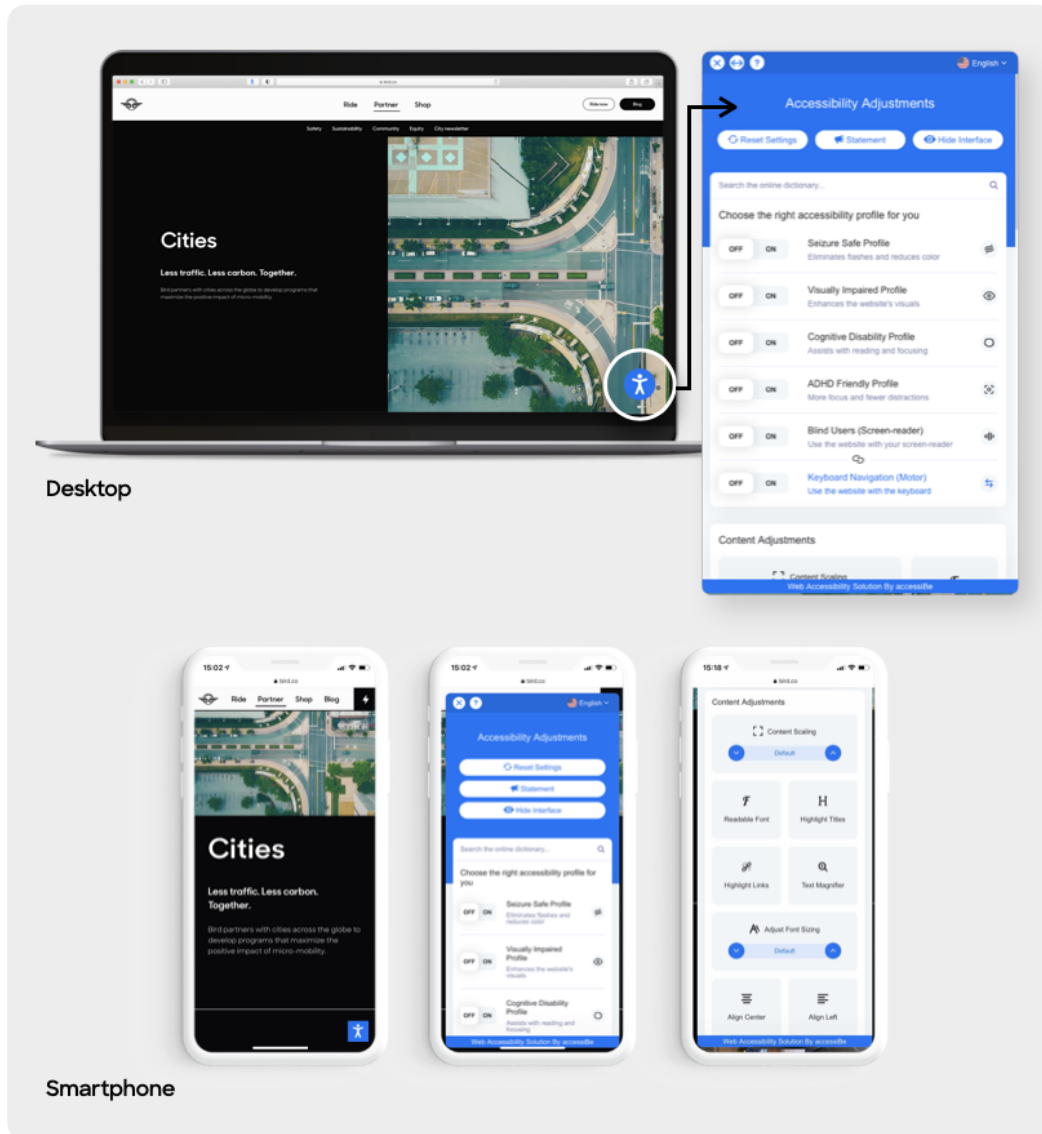 bird.co
Ride Partner Shop
Ride now Blog
Safety Sustainability Community Equity City newsletter
Cities
Less traffic. Less carbon. Together.
Bird partners with cities across the globe to develop programs that
maximize the positive impact of micro-mobility.
Desktop
English
Accessibility Adjustments
Reset Settings Statement Hide Interface
Search the online dictionary...
Choose the right accessibility profile for you
OFF ON Seizure Safe Profile
Eliminates flashes and reduces color
OFF ON Visually Impaired Profile
Enhances the website's visuals
OFF ON Cognitive Disability Profile
Assists with reading and focusing
OFF ON ADHD Friendly Profile
More focus and fewer distractions
OFF ON Blind Users (Screen-reader)
Use the website with your screen-reader
OFF ON Keyboard Navigation (Motor)
Use the website with the keyboard
Content Adjustments
Content Scaling
Web Accessibility Solution By accessiBe
15:02
bird.co
Ride Partner Shop Blog
Cities
Less traffic. Less carbon.
Together.
Bird partners with cities across the globe to
develop programs that maximize the
positive impact of micro-mobility.
15:02
bird.co
English
Accessibility Adjustments
Reset Settings
Statement
Hide Interface
Search the online dictionary...
Choose the right accessibility profile for
you
OFF ON Seizure Safe Profile
Eliminates flashes and
reduces color
OFF ON Visually Impaired
Profile
Enhances the website's
visuals
OFF ON Cognitive Disability
Profile
Assists with reading and
focusing
Web Accessibility Solution By accessiBe
15:18
bird.co
Content Adjustments
Content Scaling
Default
Readable Font Highlight Titles
Highlight Links Text Magnifier
Adjust Font Sizing
Default
Align Center Align Left
Web Accessibility Solution By accessiBe
Smartphone